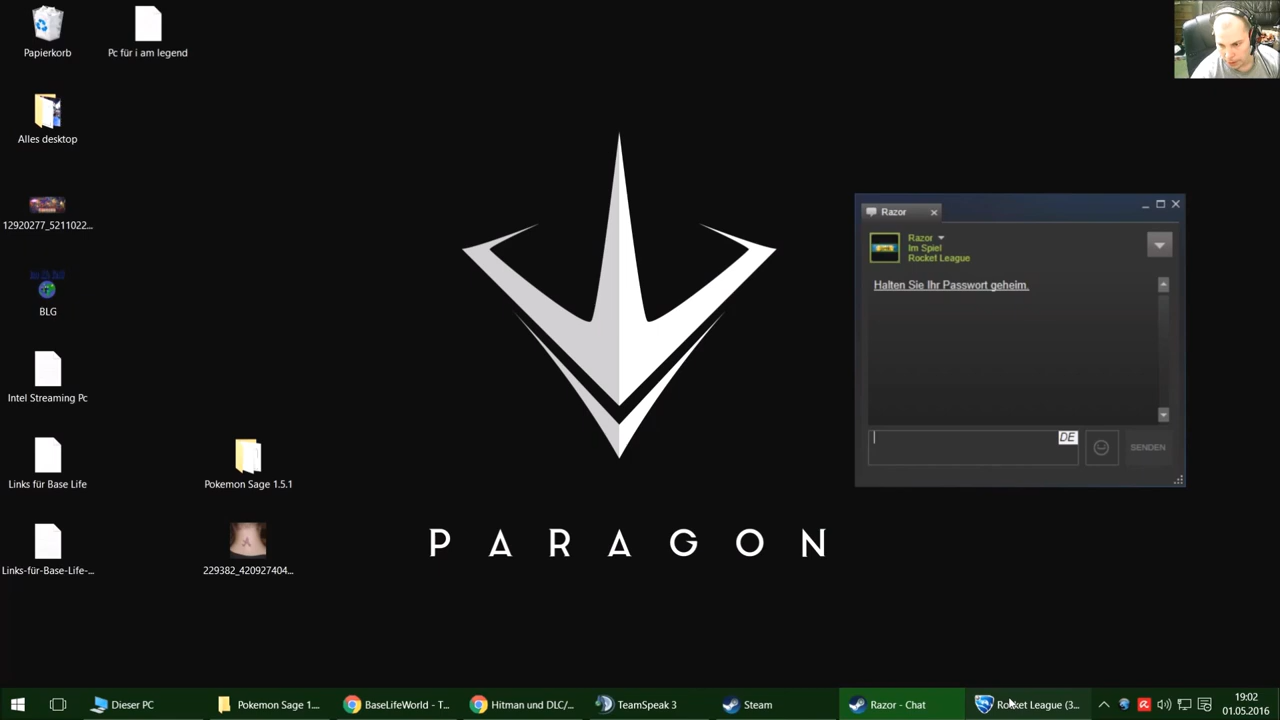 Papierkorb
Pc für i am legend
Alles desktop
12920277_5211022...
BLG
Intel Streaming Pc
Links für Base Life
Pokemon Sage 1.5.1
Links-für-Base-Life-...
229382_420927404...
PARAGON
Razor
Razor
Im Spiel
Rocket League
Halten Sie Ihr Passwort geheim.
DE
SENDEN
Dieser PC
Pokemon Sage 1....
BaseLifeWorld - T...
Hitman und DLC/...
TeamSpeak 3
Steam
Razor - Chat
Rocket League (3...
19:02
01.05.2016